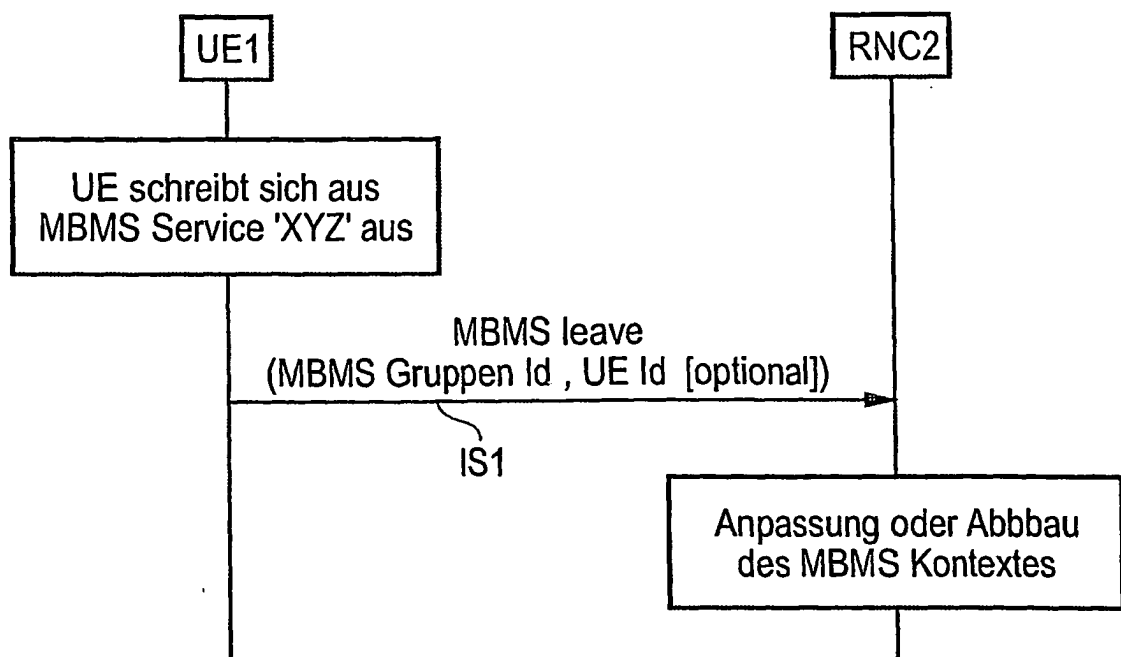 UE1
RNC2
UE schreibt sich aus
MBMS Service 'XYZ' aus
MBMS leave
(MBMS Gruppen Id , UE Id [optional])
IS1
Anpassung oder Abbbau
des MBMS Kontextes